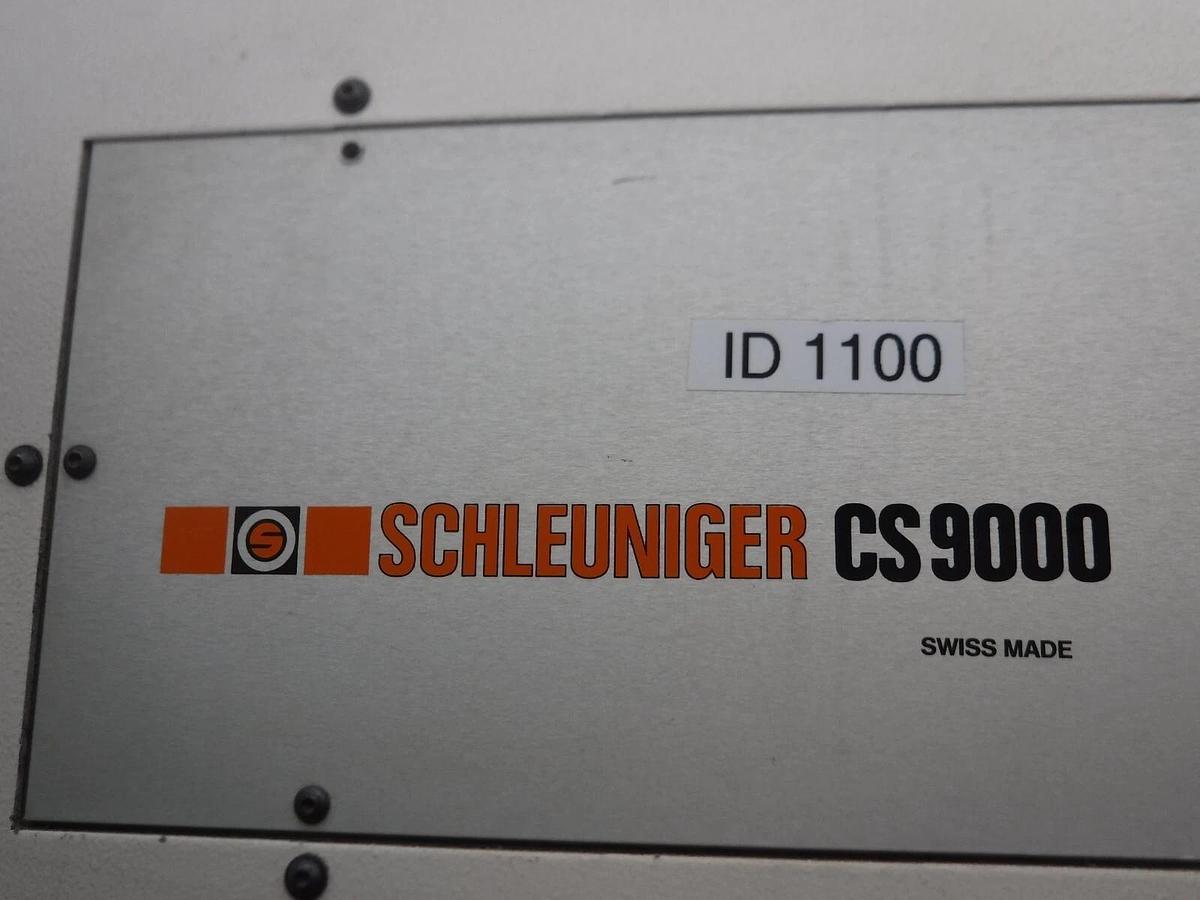 ID 1100
S SCHLEUNIGER CS9000
SWISS MADE